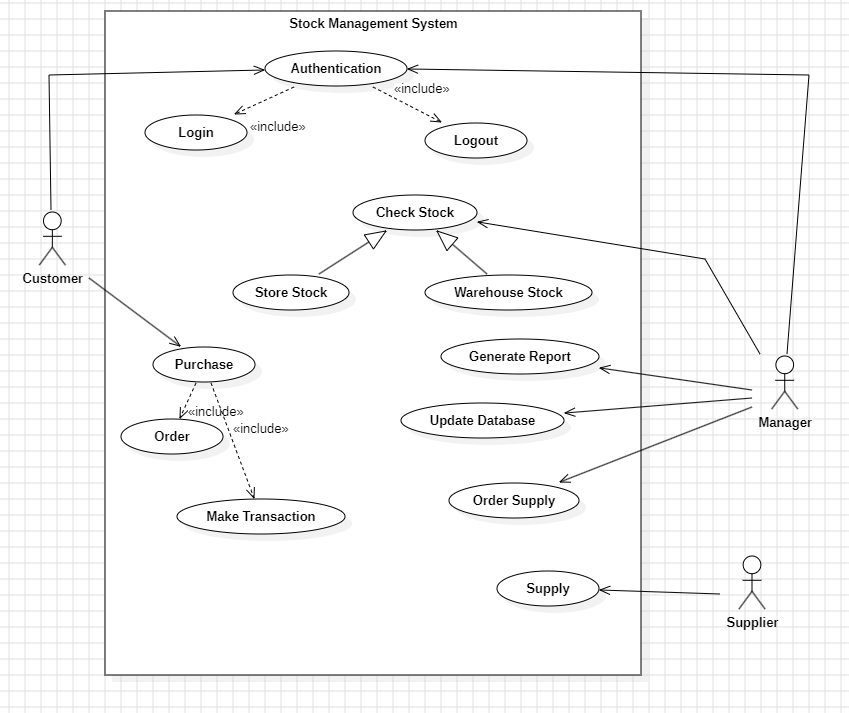 Stock Management System
Authentication
«include»
Login
«include»
Logout
Check Stock
Customer
Store Stock
Warehouse Stock
Generate Report
Purchase
«include»
Update Database
Manager
«include»
Order
Order Supply
Make Transaction
Supply
Supplier